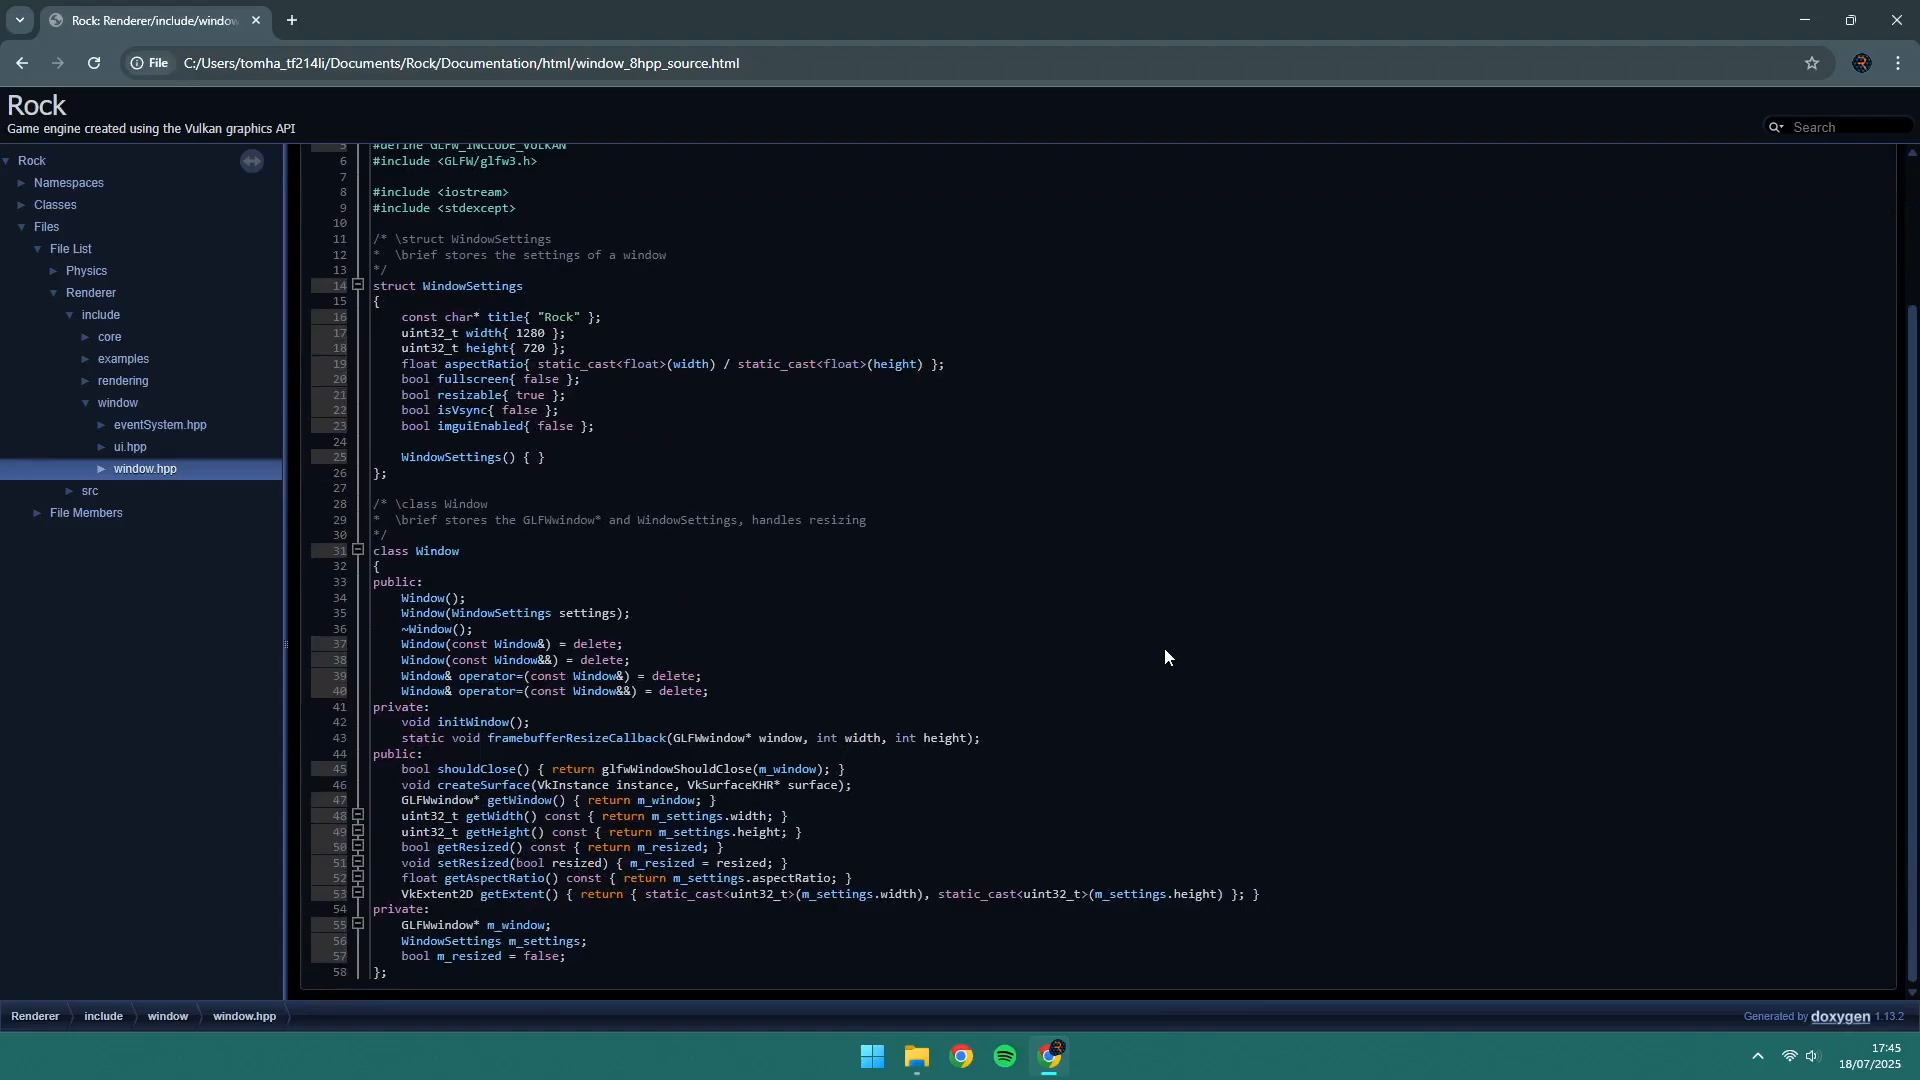 Rock: Renderer/include/window
File
C:/Users/tomha_tf214li/Documents/Rock/Documentation/html/window_8hpp_source.html
Rock
Game engine created using the Vulkan graphics API
Search
Rock
Namespaces
Classes
Files
File List
Physics
Renderer
include
core
examples
rendering
window
eventSystem.hpp
ui.hpp
window.hpp
src
File Members
5 #define GLFW_INCLUDE_VULKAN
6 #include <GLFW/glfw3.h>
7
8 #include <iostream>
9 #include <stdexcept>
10
11 /* \struct WindowSettings
12 *  \brief stores the settings of a window
13 */
14 struct WindowSettings
15 {
16     const char* title{ "Rock" };
17     uint32_t width{ 1280 };
18     uint32_t height{ 720 };
19     float aspectRatio{ static_cast<float>(width) / static_cast<float>(height) };
20     bool fullscreen{ false };
21     bool resizable{ true };
22     bool isVsync{ false };
23     bool imguiEnabled{ false };
24
25     WindowSettings() { }
26 };
27
28 /* \class Window
29 *  \brief stores the GLFWwindow* and WindowSettings, handles resizing
30 */
31 class Window
32 {
33 public:
34     Window();
35     Window(WindowSettings settings);
36     ~Window();
37     Window(const Window&) = delete;
38     Window(const Window&&) = delete;
39     Window& operator=(const Window&) = delete;
40     Window& operator=(const Window&&) = delete;
41 private:
42     void initWindow();
43     static void framebufferResizeCallback(GLFWwindow* window, int width, int height);
44 public:
45     bool shouldClose() { return glfwWindowShouldClose(m_window); }
46     void createSurface(VkInstance instance, VkSurfaceKHR* surface);
47     GLFWwindow* getWindow() { return m_window; }
48     uint32_t getWidth() const { return m_settings.width; }
49     uint32_t getHeight() const { return m_settings.height; }
50     bool getResized() const { return m_resized; }
51     void setResized(bool resized) { m_resized = resized; }
52     float getAspectRatio() const { return m_settings.aspectRatio; }
53     VkExtent2D getExtent() { return { static_cast<uint32_t>(m_settings.width), static_cast<uint32_t>(m_settings.height) }; }
54 private:
55     GLFWwindow* m_window;
56     WindowSettings m_settings;
57     bool m_resized = false;
58 };
Renderer include window window.hpp
Generated by doxygen 1.13.2
17:45
18/07/2025